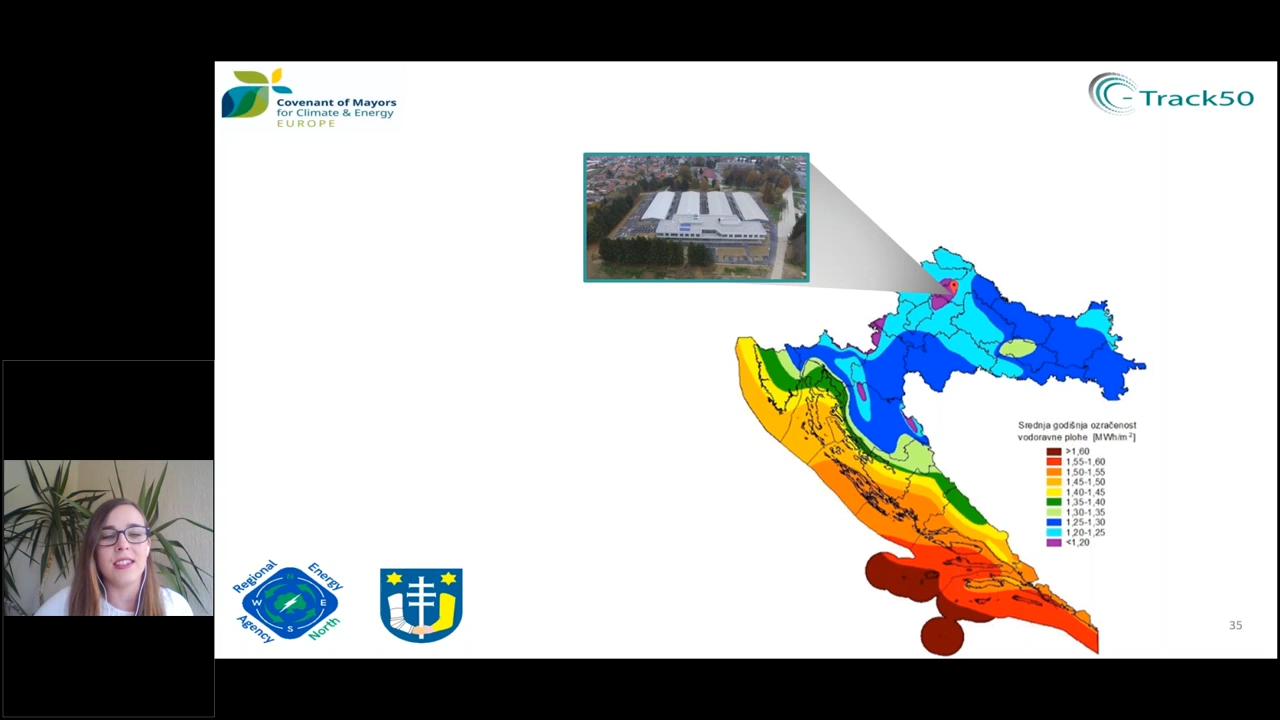 Covenant of Mayors
for Climate & Energy
EUROPE
C-Track50
Srednja godišnja ozračenost
vodoravne plohe [MWh/m²]
>1,60
1,55-1,60
1,50-1,55
1,45-1,50
1,40-1,45
1,35-1,40
1,30-1,35
1,25-1,30
1,20-1,25
<1,20
Regional Energy
N
W E
S
Agency North
35